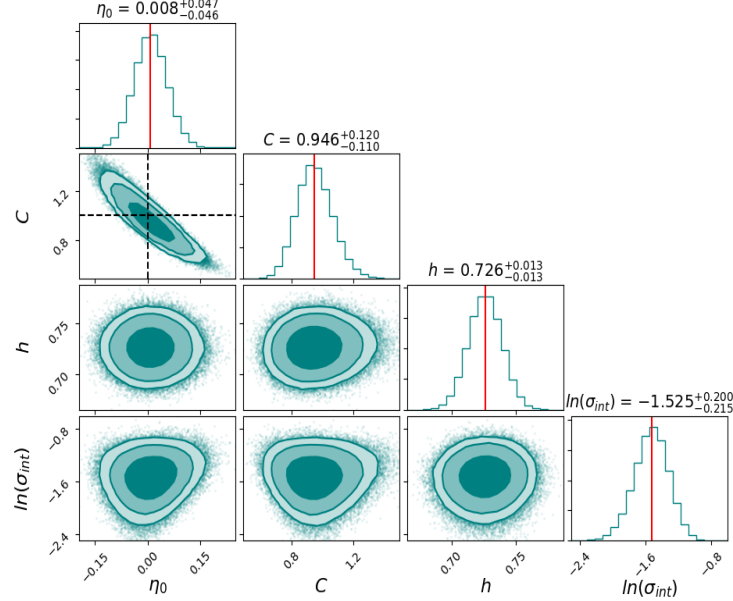 η₀ = 0.008⁺⁰·⁰⁴⁷₋₀.₀₄₆
C = 0.946⁺⁰·¹²⁰₋₀.₁₁₀
C
1.2
0.8
h = 0.726⁺⁰·⁰¹³₋₀.₀₁₃
h
0.75
0.70
ln(σᵢₙₜ) = −1.525⁺⁰·²⁰⁰₋₀.₂₁₅
ln(σᵢₙₜ)
−0.8
−1.6
−2.4
−0.15 0.00 0.15 0.8 1.2 0.70 0.75 −2.4 −1.6 −0.8
η₀ C h ln(σᵢₙₜ)